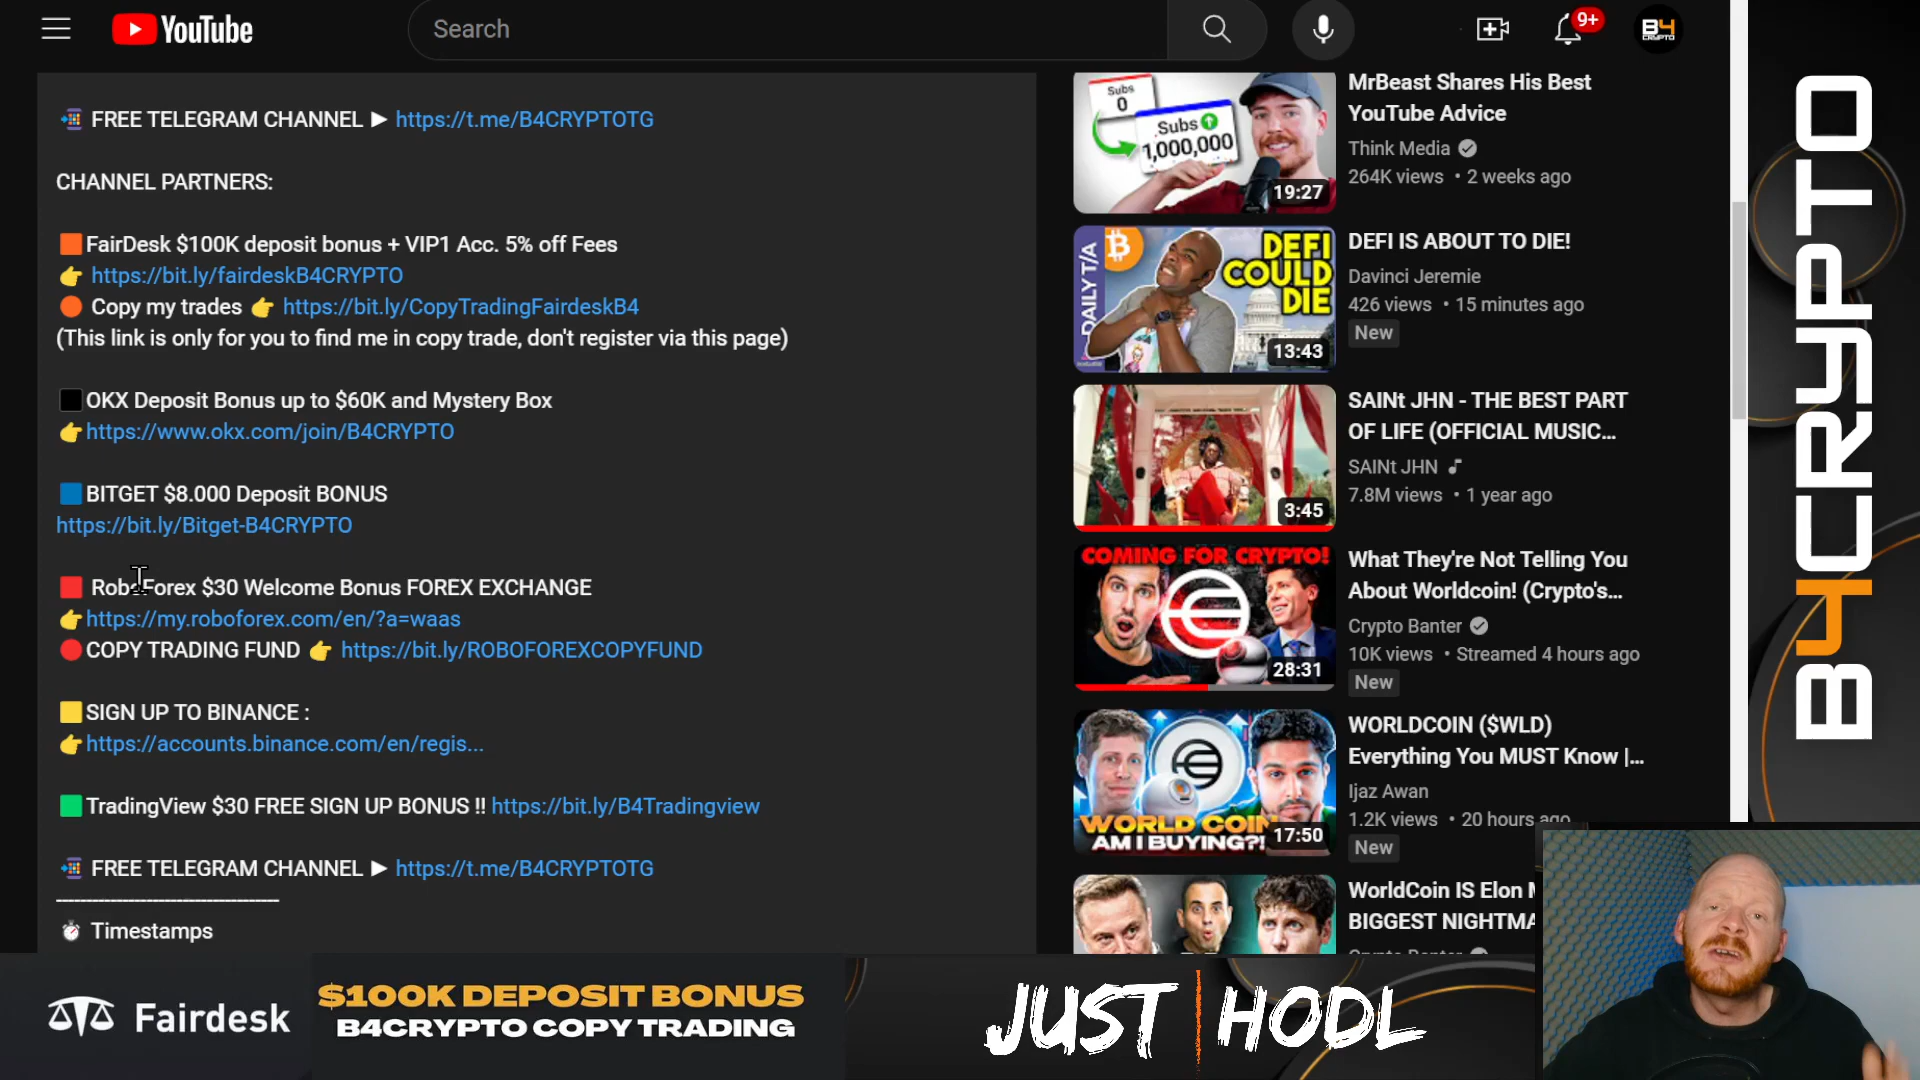 YouTube
Search
9+
B4
CRYPTO
FREE TELEGRAM CHANNEL ▶ https://t.me/B4CRYPTOTG
CHANNEL PARTNERS:
FairDesk $100K deposit bonus + VIP1 Acc. 5% off Fees
👉 https://bit.ly/fairdeskB4CRYPTO
Copy my trades 👉 https://bit.ly/CopyTradingFairdeskB4
(This link is only for you to find me in copy trade, don't register via this page)
OKX Deposit Bonus up to $60K and Mystery Box
👉https://www.okx.com/join/B4CRYPTO
BITGET $8.000 Deposit BONUS
https://bit.ly/Bitget-B4CRYPTO
RoboForex $30 Welcome Bonus FOREX EXCHANGE
👉https://my.roboforex.com/en/?a=waas
COPY TRADING FUND 👉 https://bit.ly/ROBOFOREXCOPYFUND
SIGN UP TO BINANCE :
👉https://accounts.binance.com/en/regis...
TradingView $30 FREE SIGN UP BONUS !! https://bit.ly/B4Tradingview
FREE TELEGRAM CHANNEL ▶ https://t.me/B4CRYPTOTG
-----------------------------------------
Timestamps
Subs
0
Subs
1,000,000
19:27
MrBeast Shares His Best
YouTube Advice
Think Media
264K views • 2 weeks ago
DAILY T/A
DEFI
COULD
DIE
13:43
DEFI IS ABOUT TO DIE!
Davinci Jeremie
426 views • 15 minutes ago
New
3:45
SAINt JHN - THE BEST PART
OF LIFE (OFFICIAL MUSIC...
SAINt JHN
7.8M views • 1 year ago
COMING FOR CRYPTO!
28:31
What They're Not Telling You
About Worldcoin! (Crypto's...
Crypto Banter
10K views • Streamed 4 hours ago
New
WORLD COIN
AM I BUYING?!
17:50
WORLDCOIN ($WLD)
Everything You MUST Know |...
Ijaz Awan
1.2K views • 20 hours ago
New
WorldCoin IS Elon
BIGGEST NIGHTMA
B4CRYPTO
Fairdesk
$100K DEPOSIT BONUS
B4CRYPTO COPY TRADING
JUST HODL